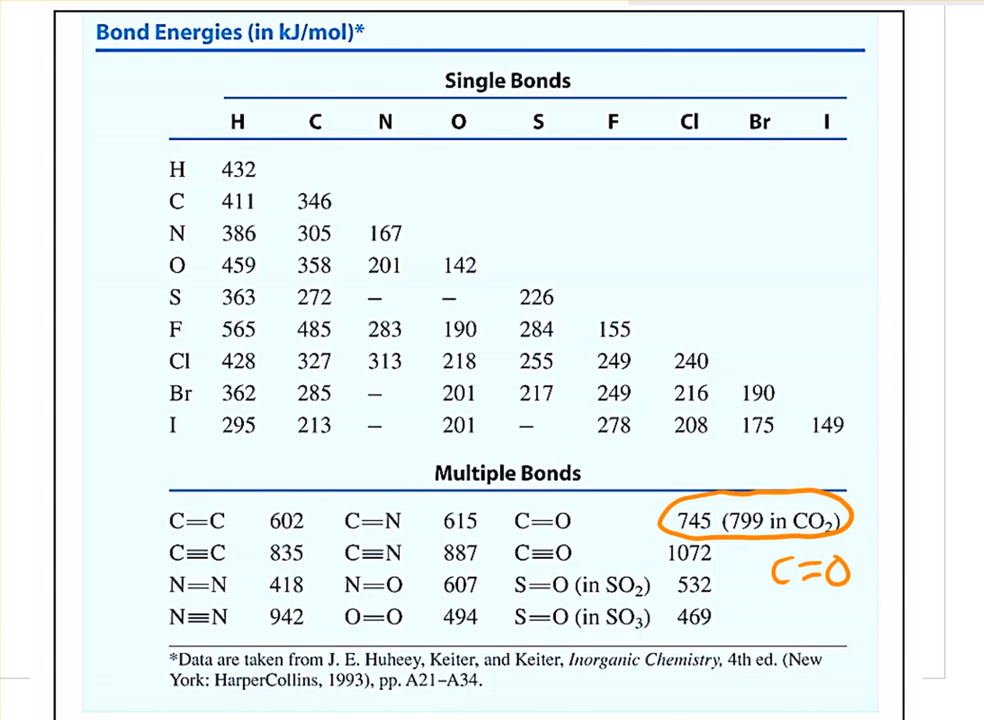 Bond Energies (in kJ/mol)*
Single Bonds
H C N O S F Cl Br I
H 432
C 411 346
N 386 305 167
O 459 358 201 142
S 363 272 – – 226
F 565 485 283 190 284 155
Cl 428 327 313 218 255 249 240
Br 362 285 – 201 217 249 216 190
I 295 213 – 201 – 278 208 175 149
Multiple Bonds
C=C 602 C=N 615 C=O 745 (799 in CO₂)
C≡C 835 C≡N 887 C≡O 1072
N=N 418 N=O 607 S=O (in SO₂) 532
N≡N 942 O=O 494 S=O (in SO₃) 469
C=O
*Data are taken from J. E. Huheey, Keiter, and Keiter, Inorganic Chemistry, 4th ed. (New
York: HarperCollins, 1993), pp. A21–A34.